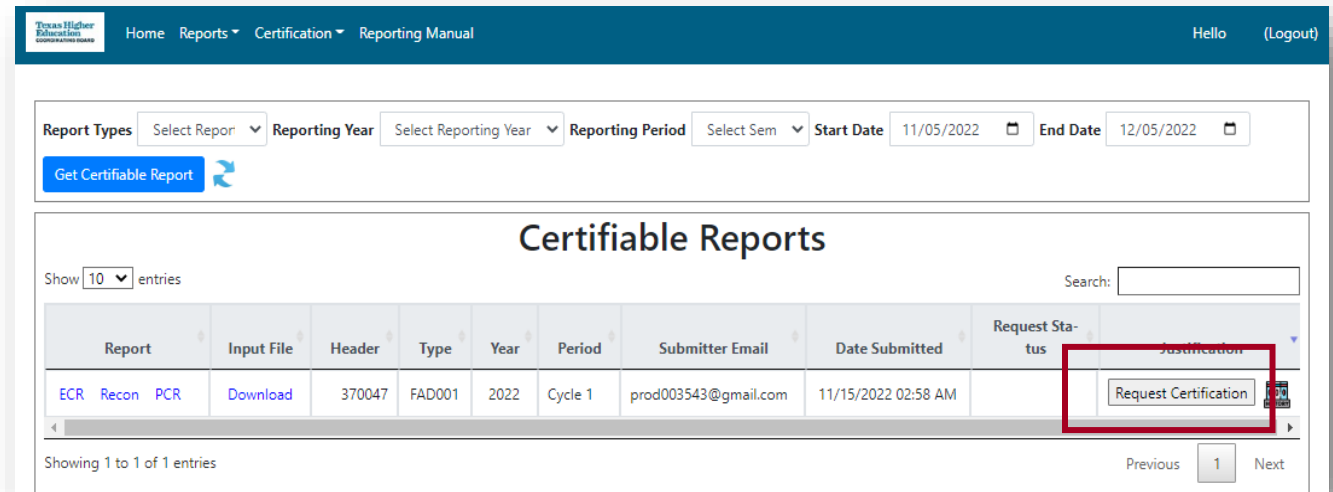 Texas Higher
Education
COORDINATING BOARD
Home Reports Certification Reporting Manual Hello (Logout)
Report Types Select Repor Reporting Year Select Reporting Year Reporting Period Select Sem Start Date 11/05/2022 End Date 12/05/2022
Get Certifiable Report
Certifiable Reports
Show 10 entries Search:
Request Sta-
Report Input File Header Type Year Period Submitter Email Date Submitted tus Justification
ECR Recon PCR Download 370047 FAD001 2022 Cycle 1 prod003543@gmail.com 11/15/2022 02:58 AM Request Certification
Showing 1 to 1 of 1 entries Previous 1 Next